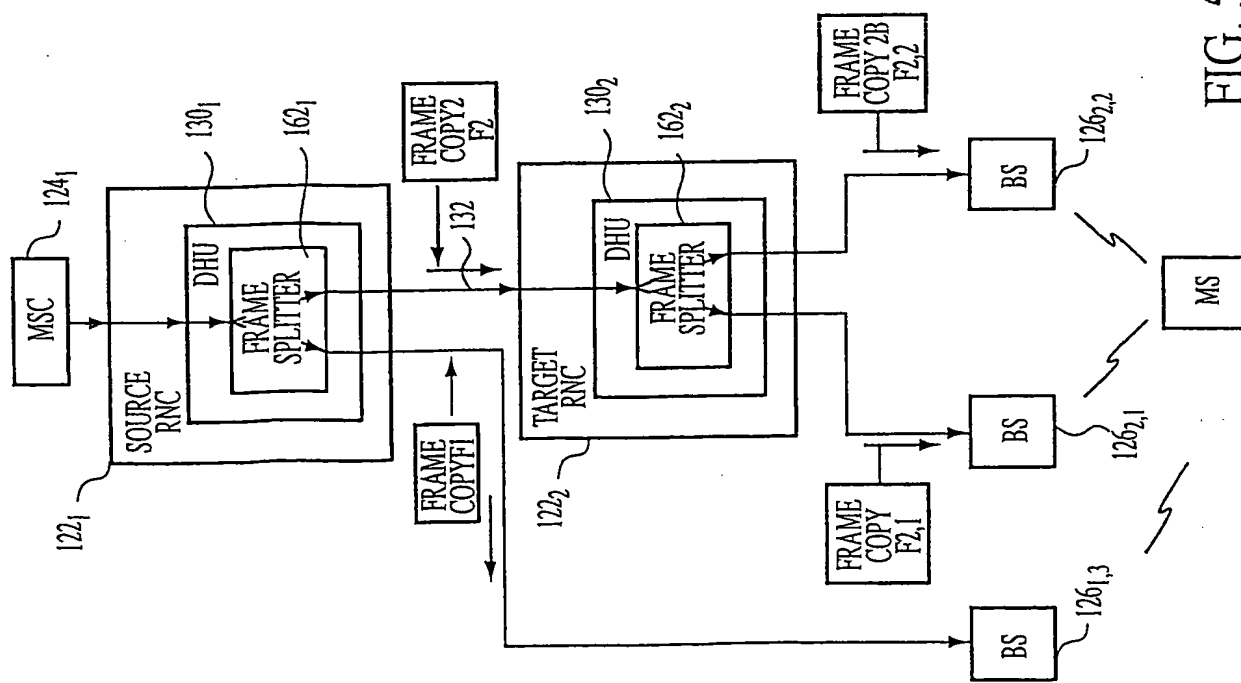 MSC
124₁
SOURCE
RNC
122₁
DHU
130₁
FRAME
SPLITTER
162₁
FRAME
COPY F1
FRAME
COPY2
F2
132
TARGET
RNC
122₂
DHU
130₂
FRAME
SPLITTER
162₂
FRAME
COPY
F2,1
FRAME
COPY 2B
F2,2
BS
126₁,₃
BS
126₂,₁
BS
126₂,₂
MS
FIG.